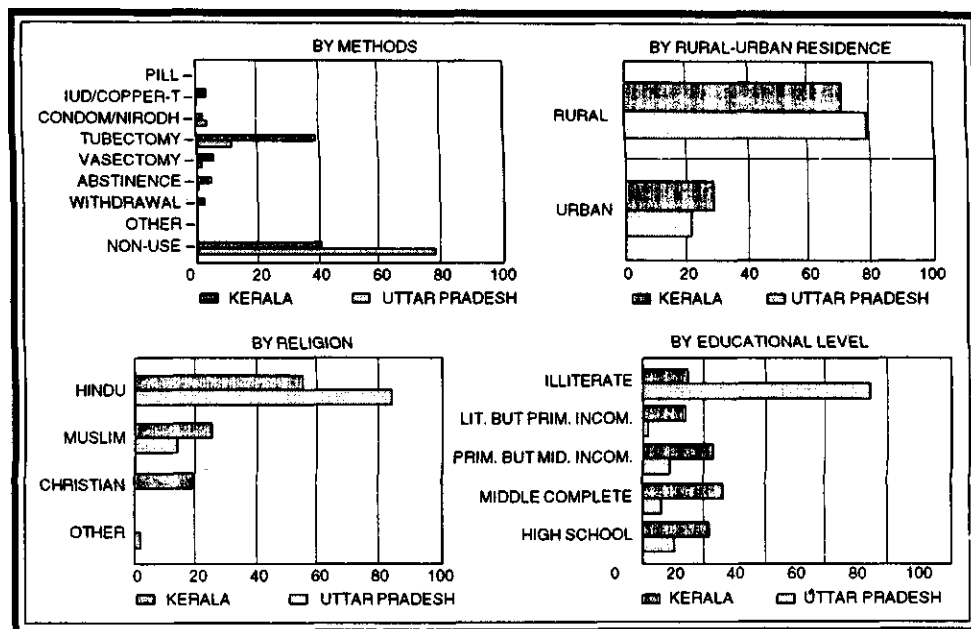 BY METHODS
PILL
IUD/COPPER-T
CONDOM/NIRODH
TUBECTOMY
VASECTOMY
ABSTINENCE
WITHDRAWAL
OTHER
NON-USE
0 20 40 60 80 100
KERALA UTTAR PRADESH
BY RURAL-URBAN RESIDENCE
RURAL
URBAN
0 20 40 60 80 100
KERALA UTTAR PRADESH
BY RELIGION
HINDU
MUSLIM
CHRISTIAN
OTHER
0 20 40 60 80 100
KERALA UTTAR PRADESH
BY EDUCATIONAL LEVEL
ILLITERATE
LIT. BUT PRIM. INCOM.
PRIM. BUT MID. INCOM.
MIDDLE COMPLETE
HIGH SCHOOL
0 20 40 60 80 100
KERALA UTTAR PRADESH